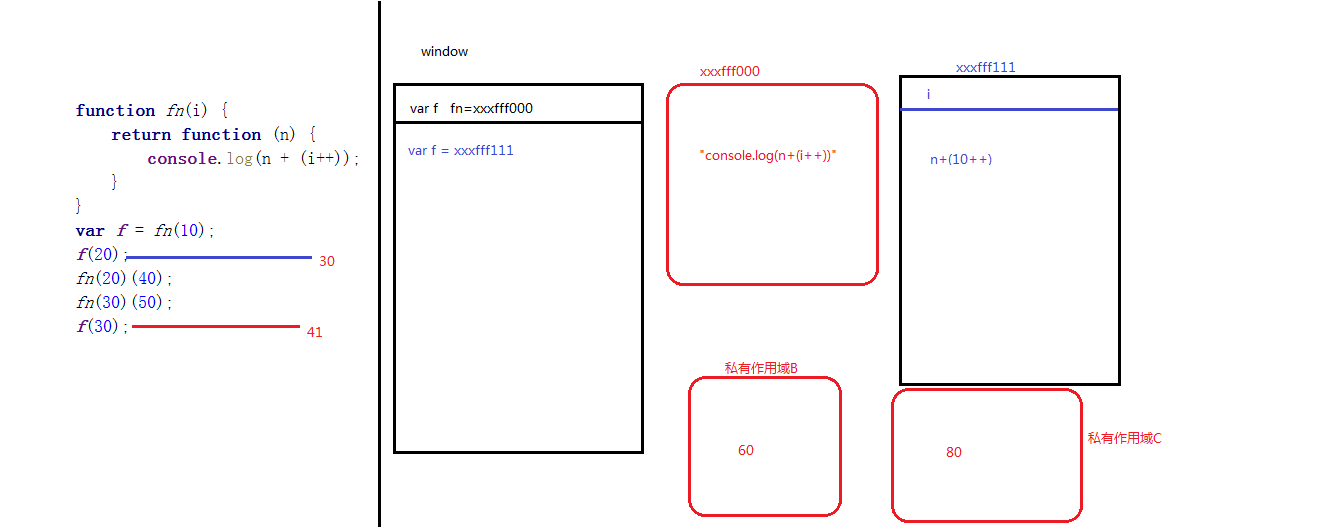 function fn(i) {
    return function (n) {
        console.log(n + (i++));
    }
}
var f = fn(10);
f(20);
30
fn(20)(40);
fn(30)(50);
f(30);
41
window
var f   fn=xxxfff000
var f = xxxfff111
xxxfff000
"console.log(n+(i++))"
xxxfff111
i
n+(10++)
私有作用域B
60
80
私有作用域C